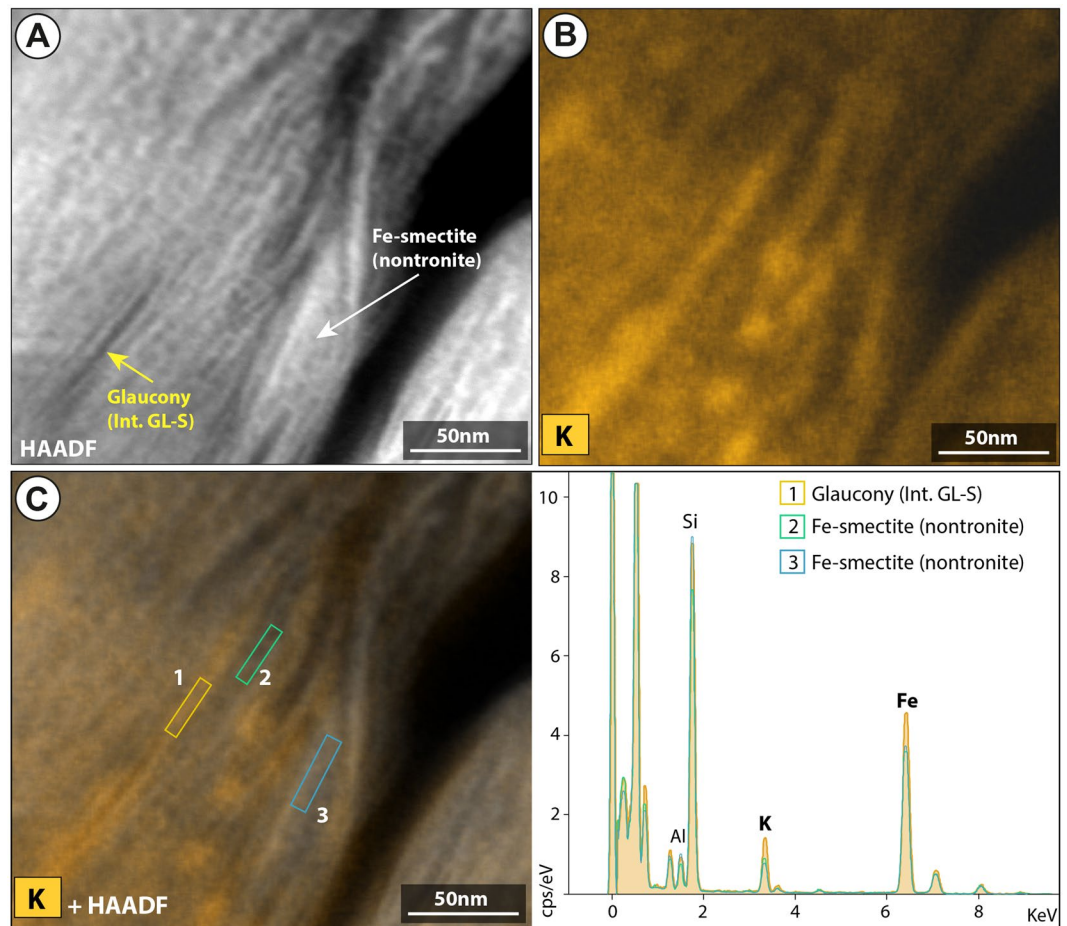 A
Fe-smectite
(nontronite)
Glaucony
(Int. GL-S)
HAADF
50nm
B
K
50nm
C
1
2
3
K + HAADF
50nm
1 Glaucony (Int. GL-S)
2 Fe-smectite (nontronite)
3 Fe-smectite (nontronite)
10
8
6
4
2
cps/eV
Si
Al
K
Fe
0 2 4 6 8 KeV